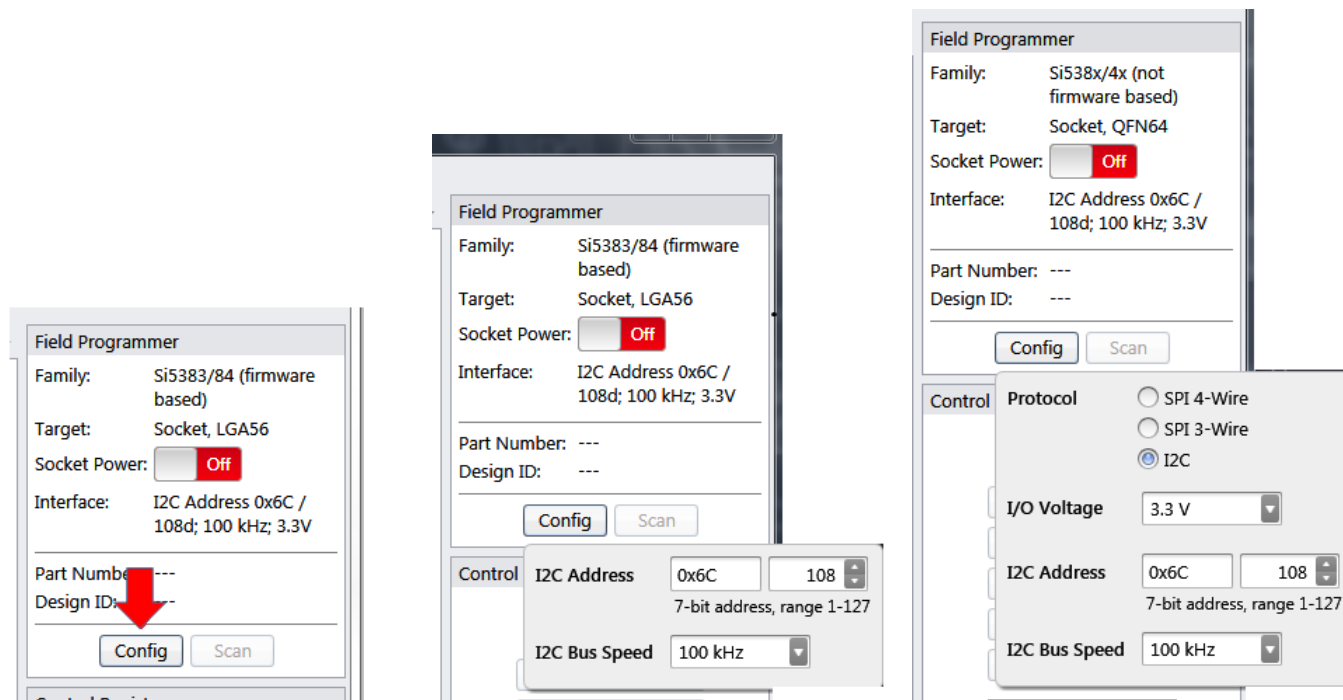 Field Programmer
Family: Si5383/84 (firmware
based)
Target: Socket, LGA56
Socket Power: Off
Interface: I2C Address 0x6C /
108d; 100 kHz; 3.3V
Part Numbe ---
Design ID: ---
Config Scan
Field Programmer
Family: Si5383/84 (firmware
based)
Target: Socket, LGA56
Socket Power: Off
Interface: I2C Address 0x6C /
108d; 100 kHz; 3.3V
Part Number: ---
Design ID: ---
Config Scan
Control
I2C Address 0x6C 108
7-bit address, range 1-127
I2C Bus Speed 100 kHz
Field Programmer
Family: Si538x/4x (not
firmware based)
Target: Socket, QFN64
Socket Power: Off
Interface: I2C Address 0x6C /
108d; 100 kHz; 3.3V
Part Number: ---
Design ID: ---
Config Scan
Control
Protocol SPI 4-Wire
SPI 3-Wire
I2C
I/O Voltage 3.3 V
I2C Address 0x6C 108
7-bit address, range 1-127
I2C Bus Speed 100 kHz